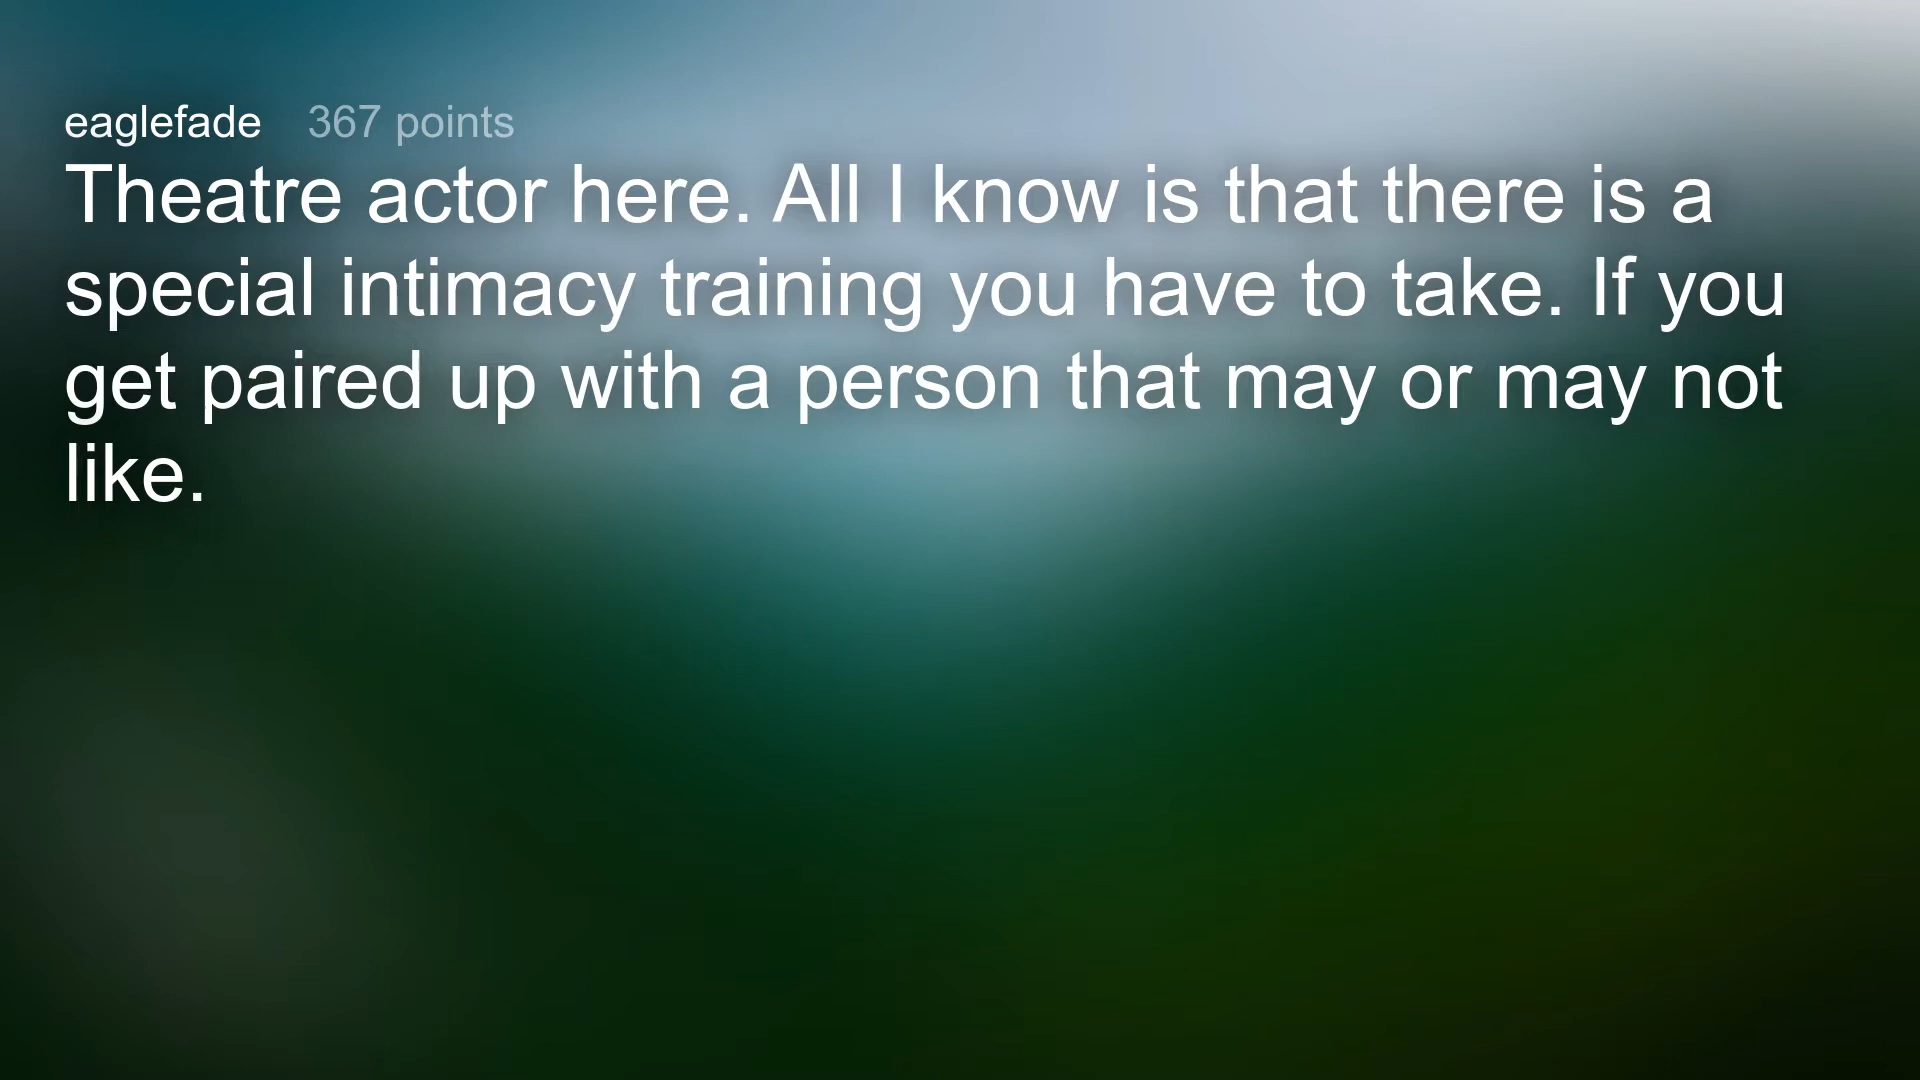 eaglefade 367 points
Theatre actor here. All I know is that there is a
special intimacy training you have to take. If you
get paired up with a person that may or may not
like.